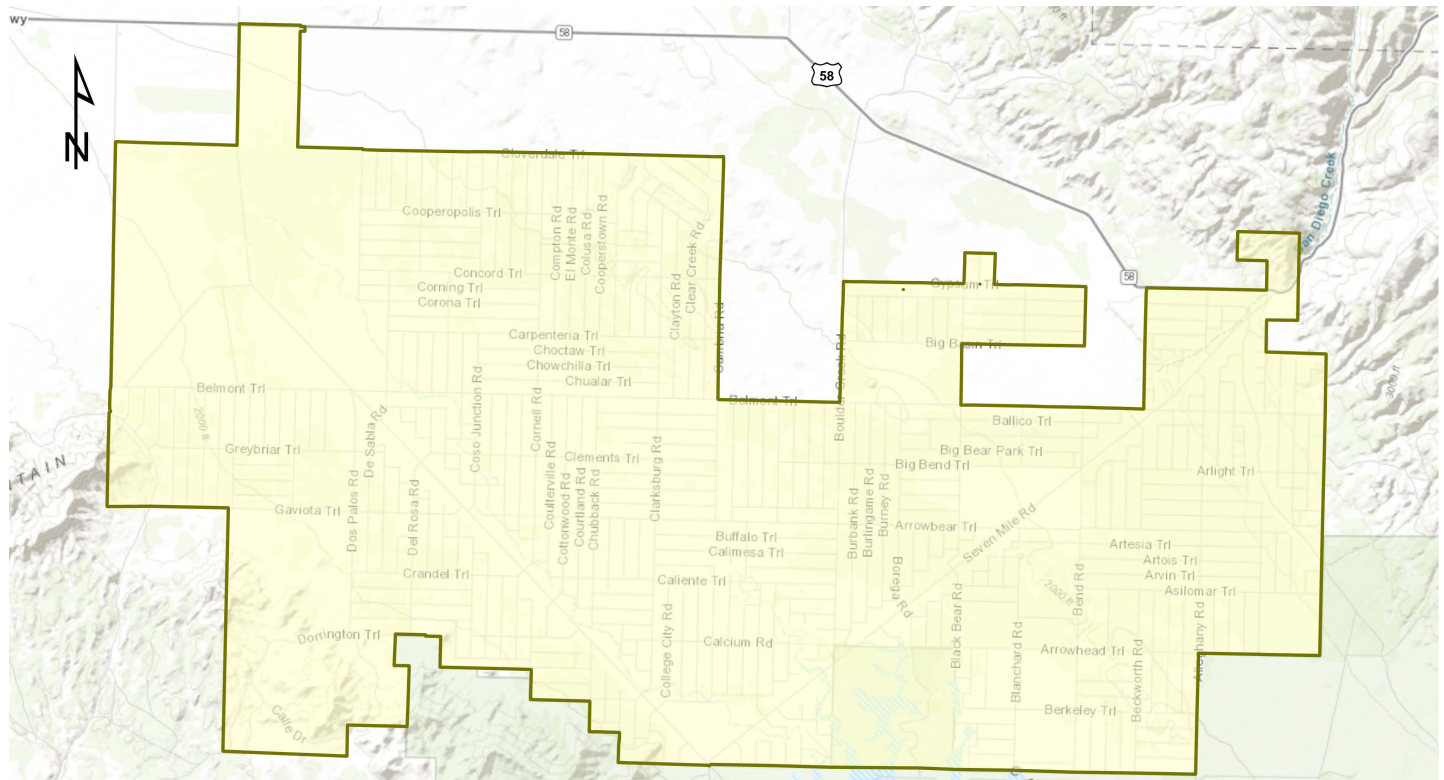 wy
58
58
N
Cloverdale Trl
San Diego Creek
Cooperopolis Trl
Compton Rd
El Monte Rd
Colusa Rd
Cooperstown Rd
Clear Creek Rd
Clayton Rd
Concord Trl
Corning Trl
Corona Trl
58
Gypsum Trl
Carpenteria Trl
Choctaw Trl
Chowchilla Trl
Chualar Trl
Cambria Rd
Boulder Creek Rd
Big Basin Trl
3000 ft
Belmont Trl
Belmont Trl
2000 ft
De Sabla Rd
Coso Junction Rd
Cornell Rd
Ballico Trl
Greybriar Trl
Clements Trl
Clarksburg Rd
Big Bear Park Trl
Big Bend Trl
Arlight Trl
TAIN
Dos Palos Rd
Del Rosa Rd
Coulterville Rd
Cottonwood Rd
Courtland Rd
Chubback Rd
Burbank Rd
Burlingame Rd
Burney Rd
Gaviota Trl
Buffalo Trl
Calimesa Trl
Arrowbear Trl
Seven Mile Rd
Artesia Trl
Artois Trl
Arvin Trl
Asilomar Trl
Crandel Trl
Caliente Trl
Borega Rd
Black Bear Rd
2000 ft
Bend Rd
Alleghany Rd
Dorrington Trl
College City Rd
Calcium Rd
Blanchard Rd
Arrowhead Trl
Beckworth Rd
Calle Dr
Berkeley Trl